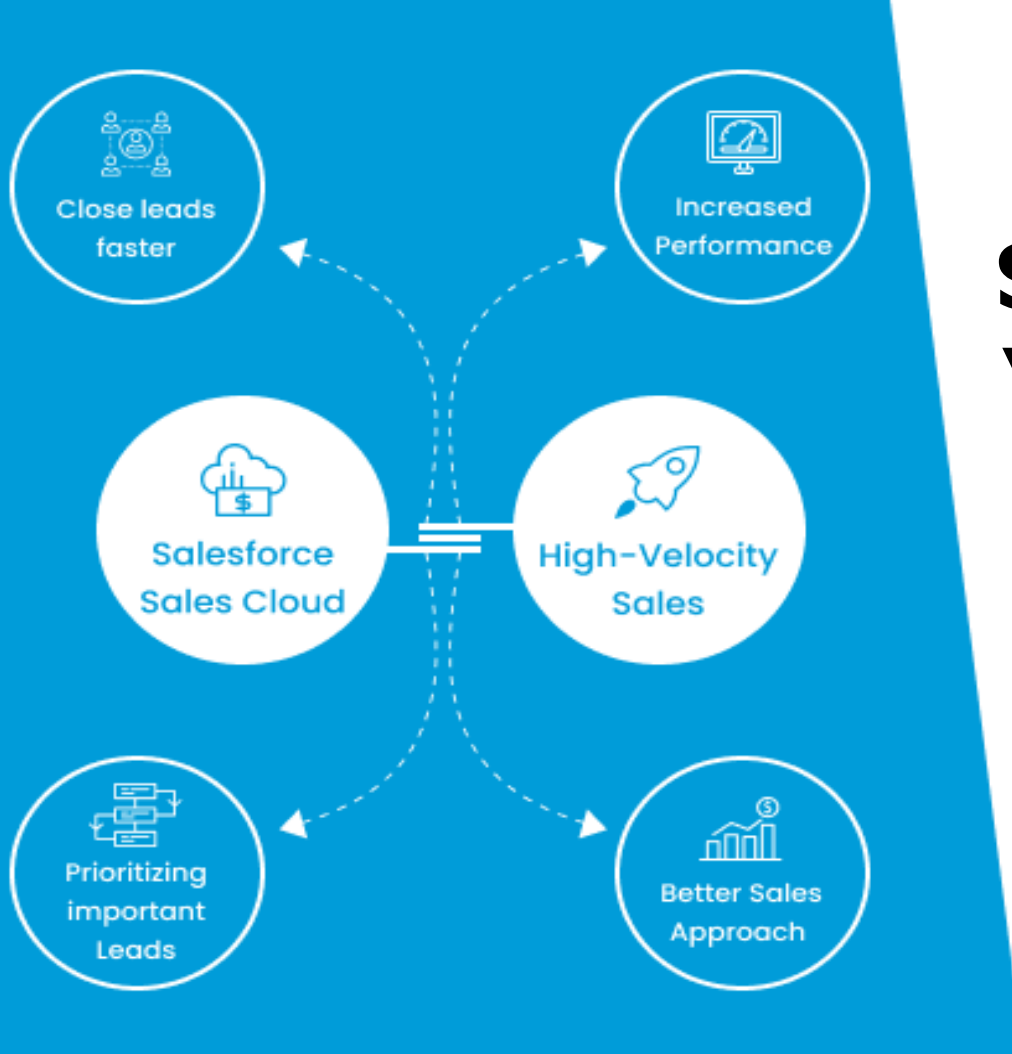 Close leads
faster
Increased
Performance
Salesforce
Sales Cloud
High-Velocity
Sales
Prioritizing
important
Leads
Better Sales
Approach
$
$